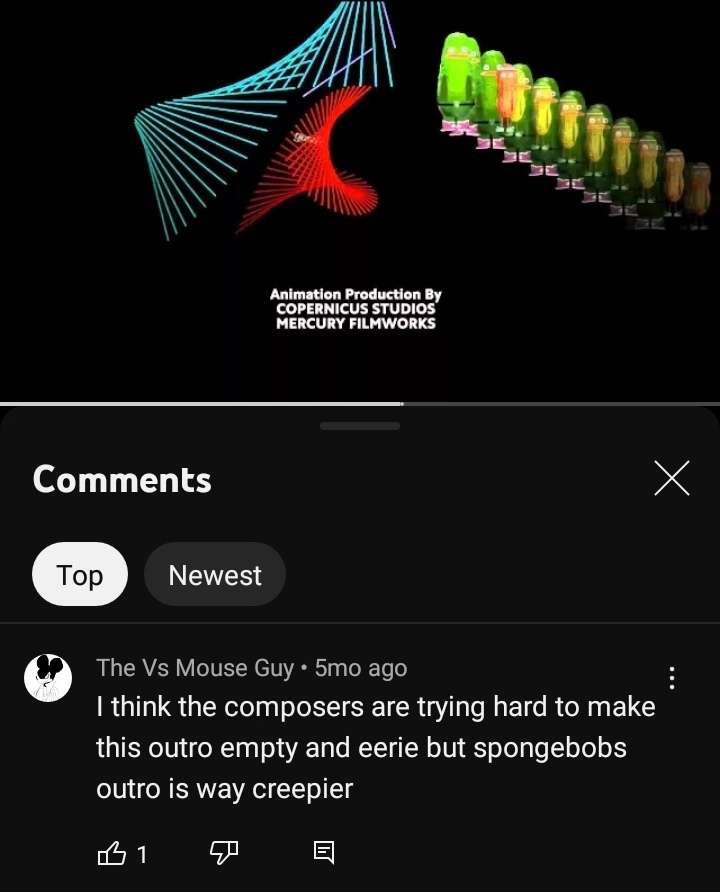 Animation Production By
COPERNICUS STUDIOS
MERCURY FILMWORKS
Comments
Top
Newest
The Vs Mouse Guy • 5mo ago
I think the composers are trying hard to make
this outro empty and eerie but spongebobs
outro is way creepier
1